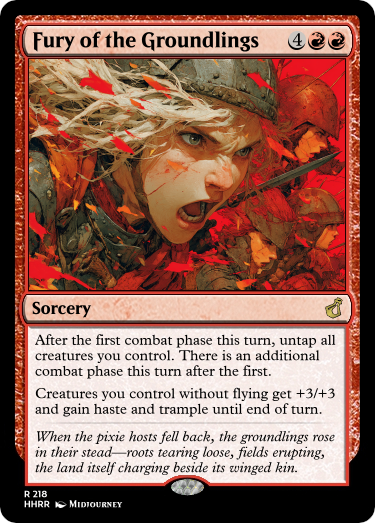 Fury of the Groundlings 4
Sorcery
After the first combat phase this turn, untap all
creatures you control. There is an additional
combat phase this turn after the first.
Creatures you control without flying get +3/+3
and gain haste and trample until end of turn.
When the pixie hosts fell back, the groundlings rose
in their stead—roots tearing loose, fields erupting,
the land itself charging beside its winged kin.
R 218
HHRR Midjourney